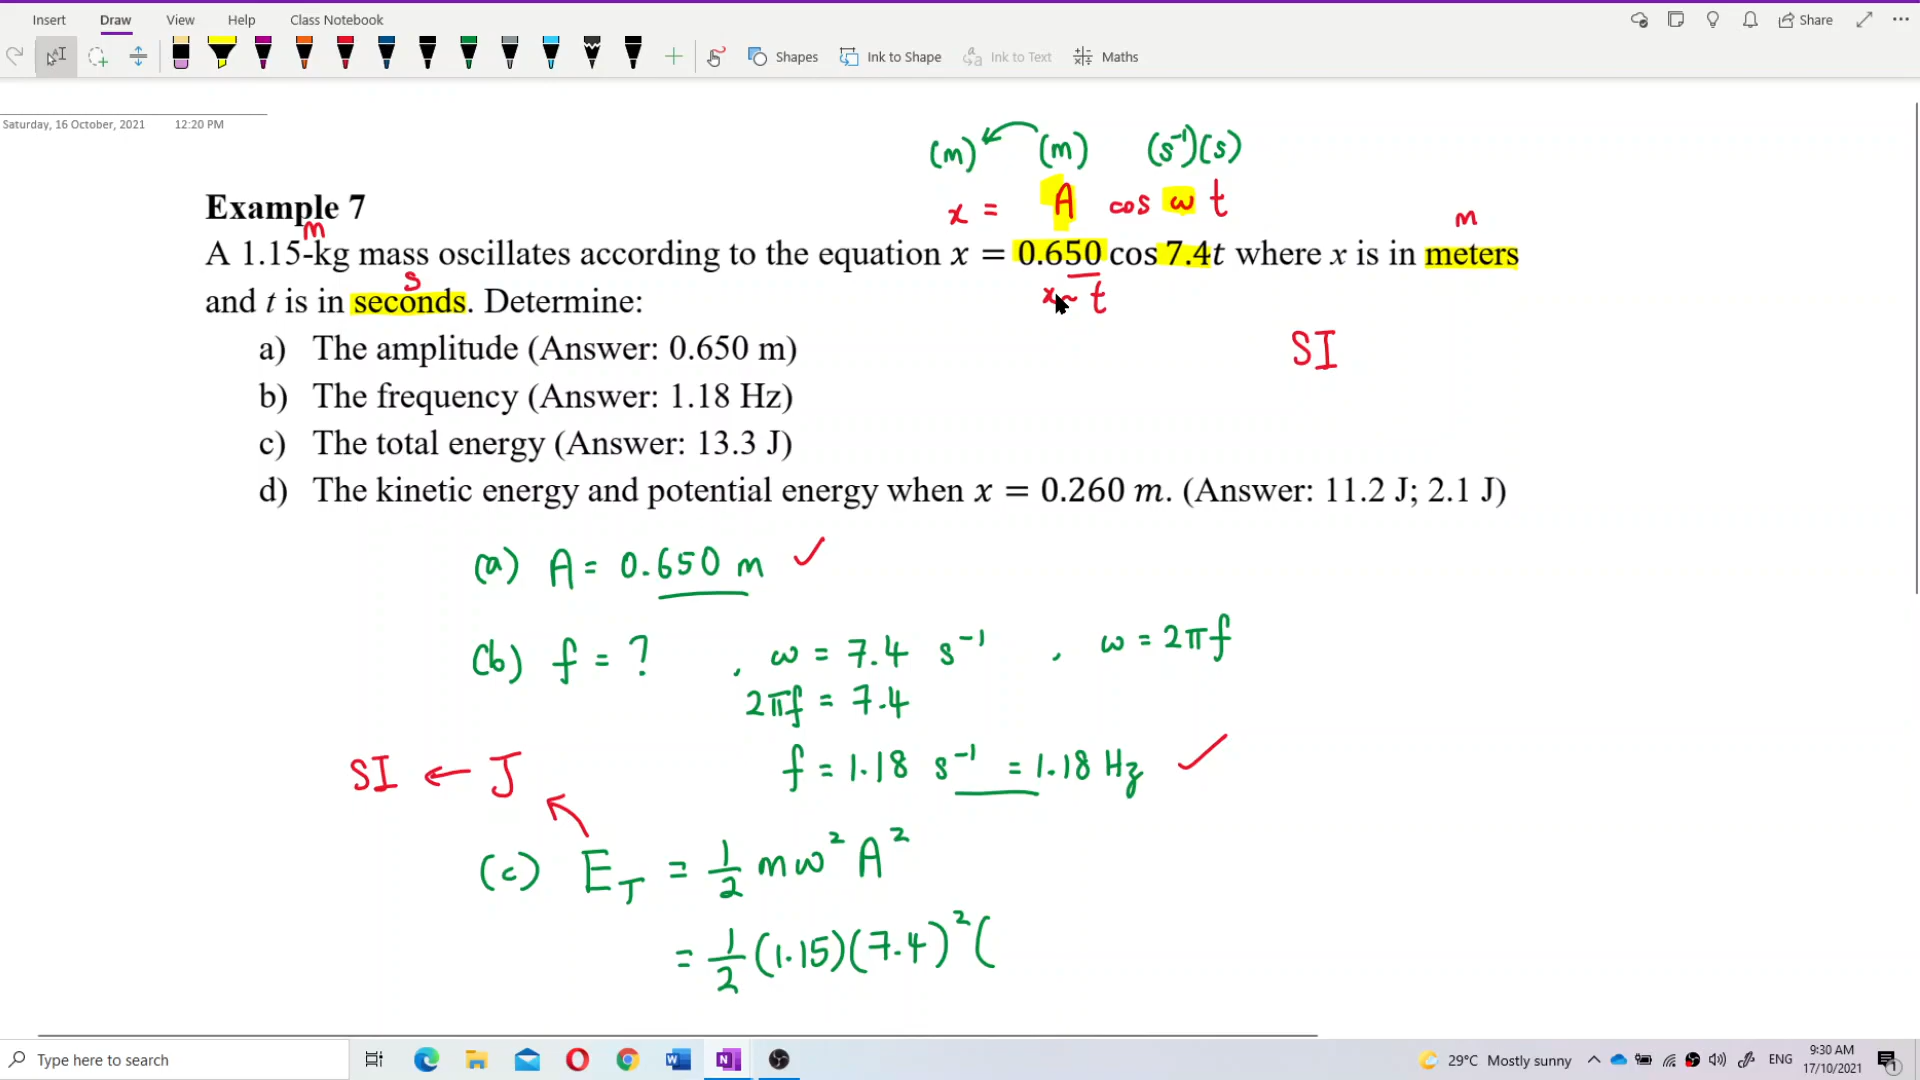 Insert Draw View Help Class Notebook Share
Shapes Ink to Shape Ink to Text Maths
Saturday, 16 October, 2021 12:20 PM
(m) (m) (s⁻¹)(s)
x = A cos ω t
Example 7
m
m
A 1.15-kg mass oscillates according to the equation x = 0.650 cos 7.4t where x is in meters
s
and t is in seconds. Determine:
x ~ t
SI
a) The amplitude (Answer: 0.650 m)
b) The frequency (Answer: 1.18 Hz)
c) The total energy (Answer: 13.3 J)
d) The kinetic energy and potential energy when x = 0.260 m. (Answer: 11.2 J; 2.1 J)
(a) A = 0.650 m ✓
(b) f = ? , ω = 7.4 s⁻¹ , ω = 2πf
2πf = 7.4
f = 1.18 s⁻¹ = 1.18 Hz ✓
SI ← J
(c) E_T = 1/2 mω²A²
= 1/2 (1.15)(7.4)²(
Type here to search
29°C Mostly sunny ENG 9:30 AM
17/10/2021
1